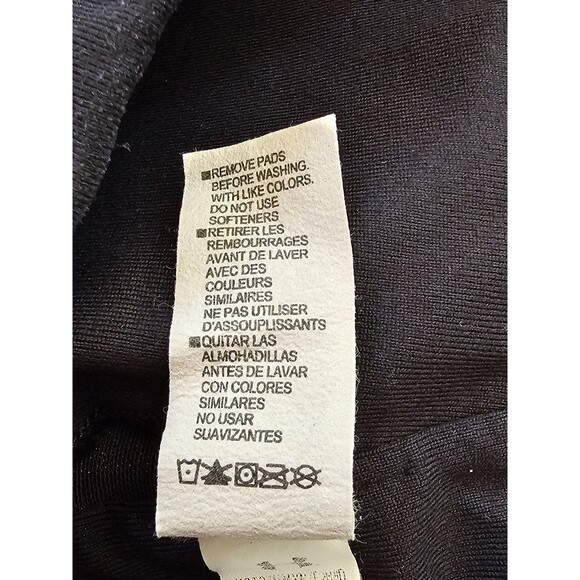 REMOVE PADS
BEFORE WASHING.
WITH LIKE COLORS.
DO NOT USE
SOFTENERS
RETIRER LES
REMBOURRAGES
AVANT DE LAVER
AVEC DES
COULEURS
SIMILAIRES
NE PAS UTILISER
D'ASSOUPLISSANTS
QUITAR LAS
ALMOHADILLAS
ANTES DE LAVAR
CON COLORES
SIMILARES
NO USAR
SUAVIZANTES